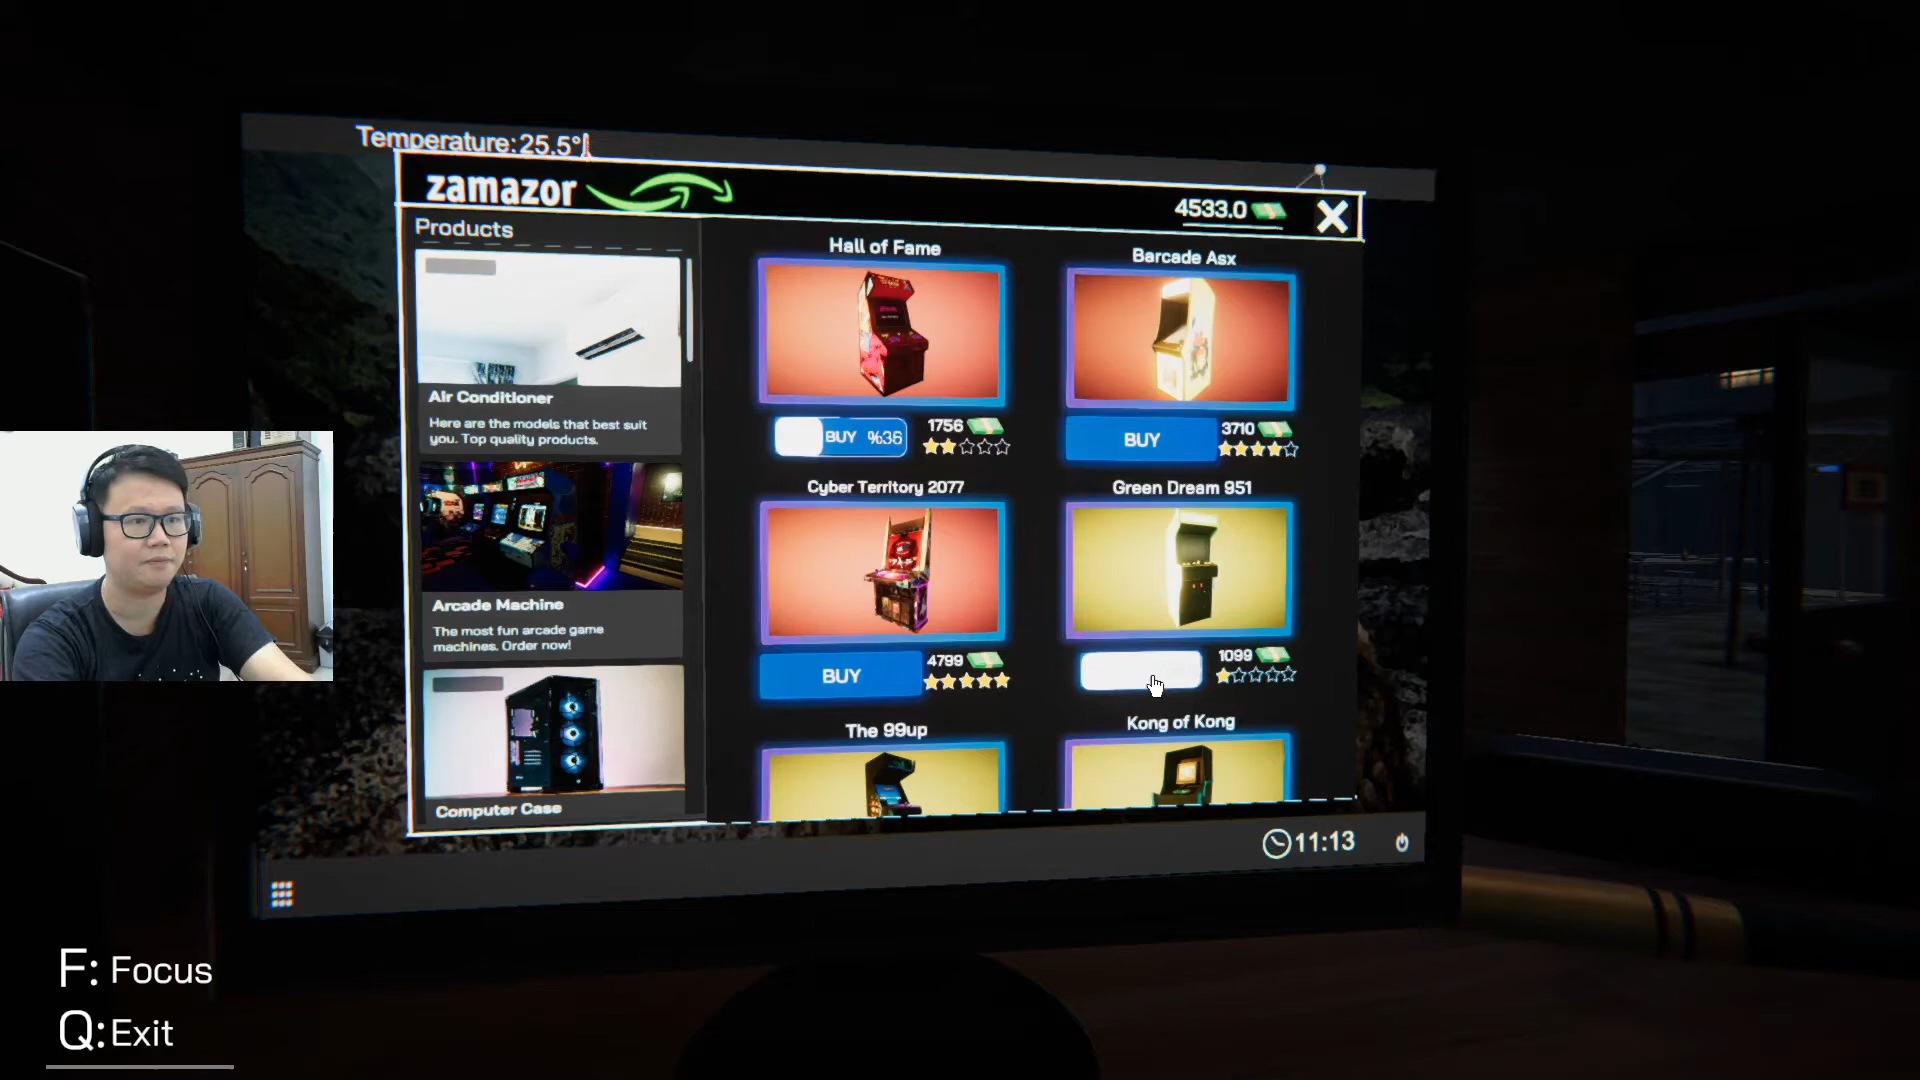 Temperature: 25.5°
zamazor
4533.0
Products
Air Conditioner
Here are the models that best suit
you. Top quality products.
Arcade Machine
The most fun arcade game
machines. Order now!
Computer Case
Hall of Fame
BUY %36
1756
Barcade Asx
BUY
3710
Cyber Territory 2077
BUY
4799
Green Dream 951
1099
The 99up
Kong of Kong
11:13
F: Focus
Q: Exit